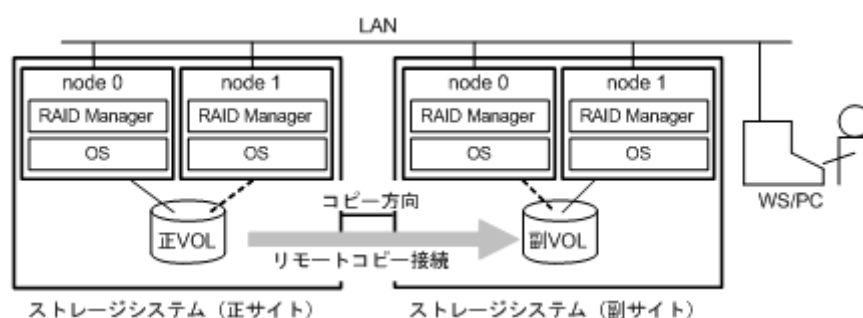 LAN
node 0
RAID Manager
OS
node 1
RAID Manager
OS
node 0
RAID Manager
OS
node 1
RAID Manager
OS
WS/PC
正VOL
コピー方向
リモートコピー接続
副VOL
ストレージシステム（正サイト）
ストレージシステム（副サイト）